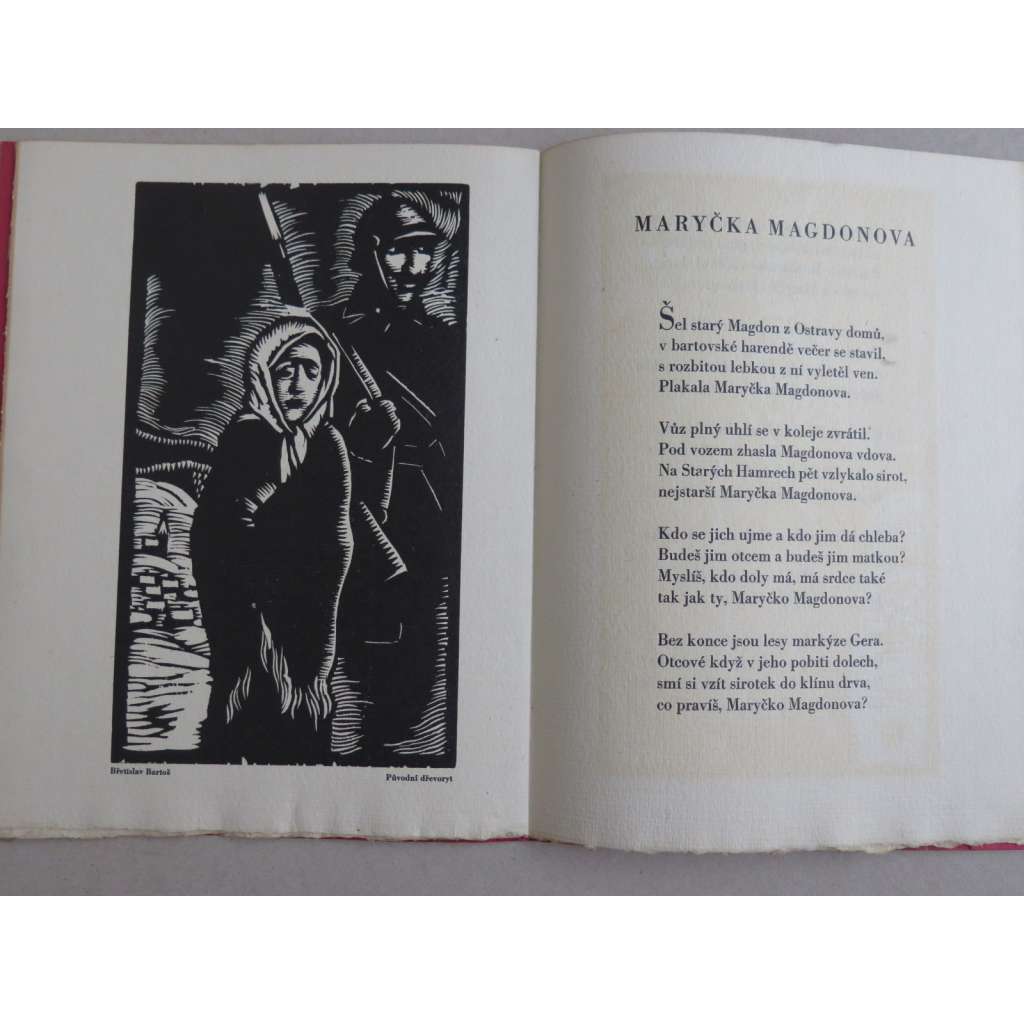 Břetislav Bartoš
Původní dřevoryt
MARYČKA MAGDONOVA
Šel starý Magdon z Ostravy domů,
v bartovské harendě večer se stavil,
s rozbitou lebkou z ní vyletěl ven.
Plakala Maryčka Magdonova.
Vůz plný uhlí se v koleje zvrátil.
Pod vozem zhasla Magdonova vdova.
Na Starých Hamrech pět vzlykalo sirot,
nejstarší Maryčka Magdonova.
Kdo se jich ujme a kdo jim dá chleba?
Budeš jim otcem a budeš jim matkou?
Myslíš, kdo doly má, má srdce také
tak jak ty, Maryčko Magdonova?
Bez konce jsou lesy markýze Gera.
Otcové když v jeho pobiti dolech,
smí si vzít sirotek do klínu drva,
co pravíš, Maryčko Magdonova?